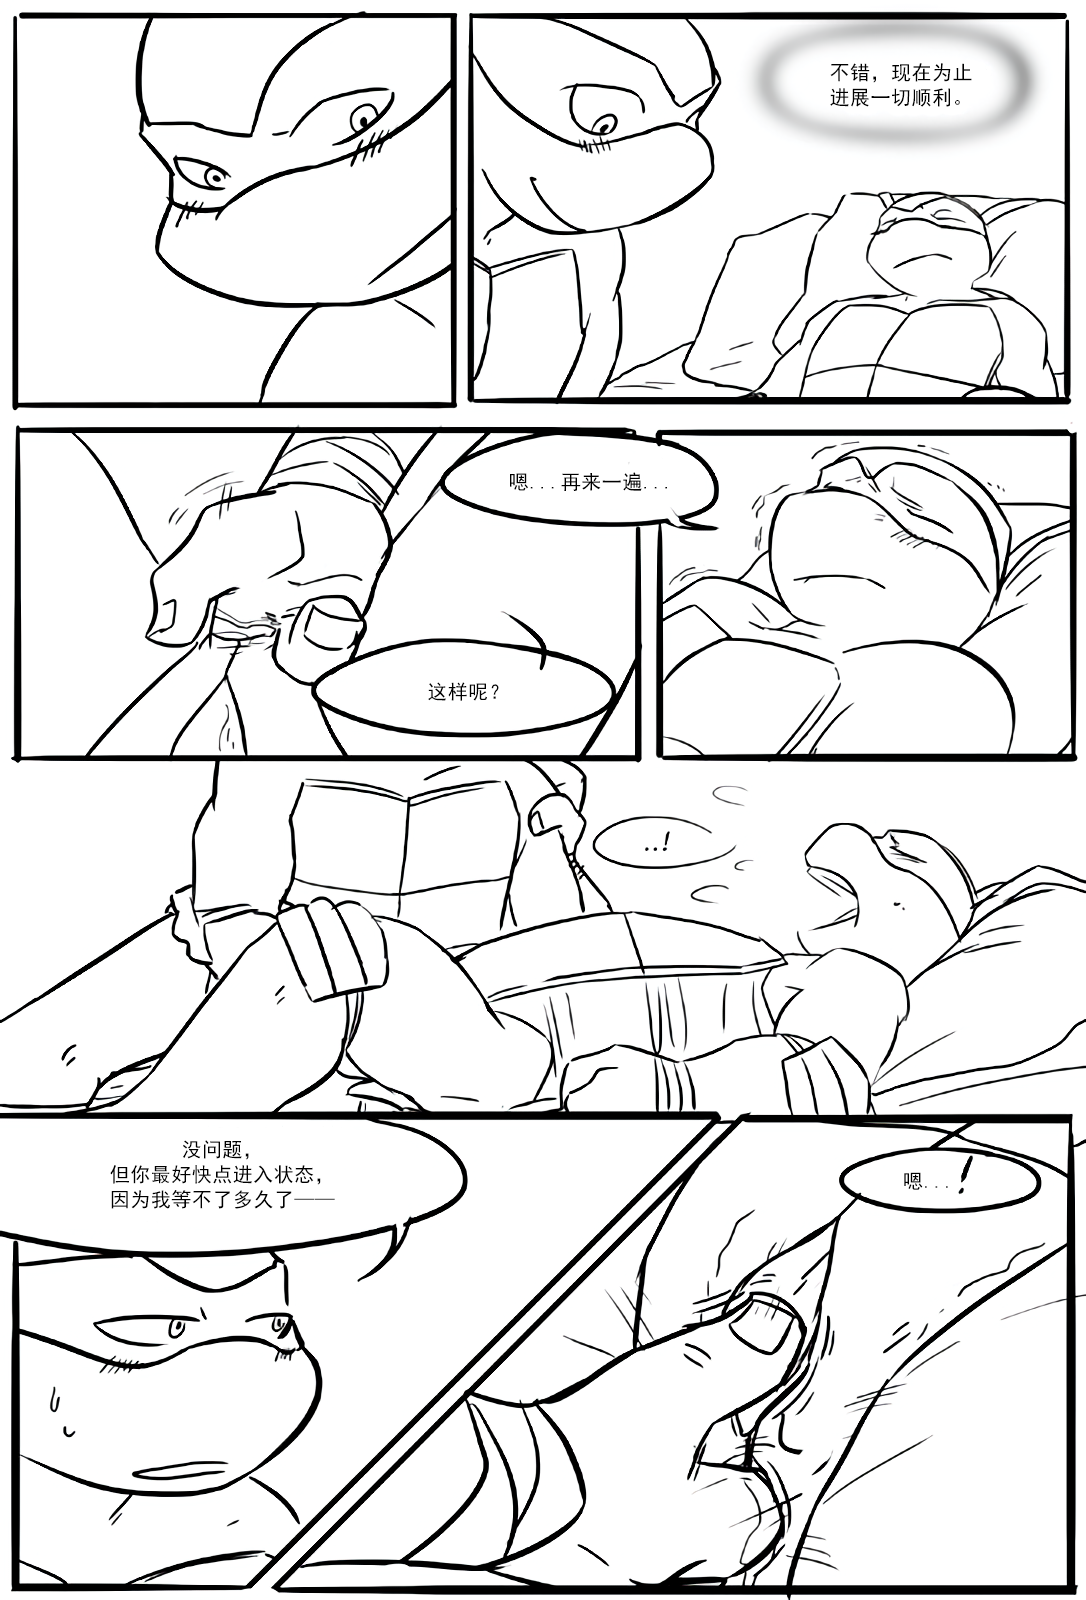 不错，现在为止
进展一切顺利。
嗯...再来一遍...
这样呢？
..!
没问题，
但你最好快点进入状态，
因为我等不了多久了——
嗯...！